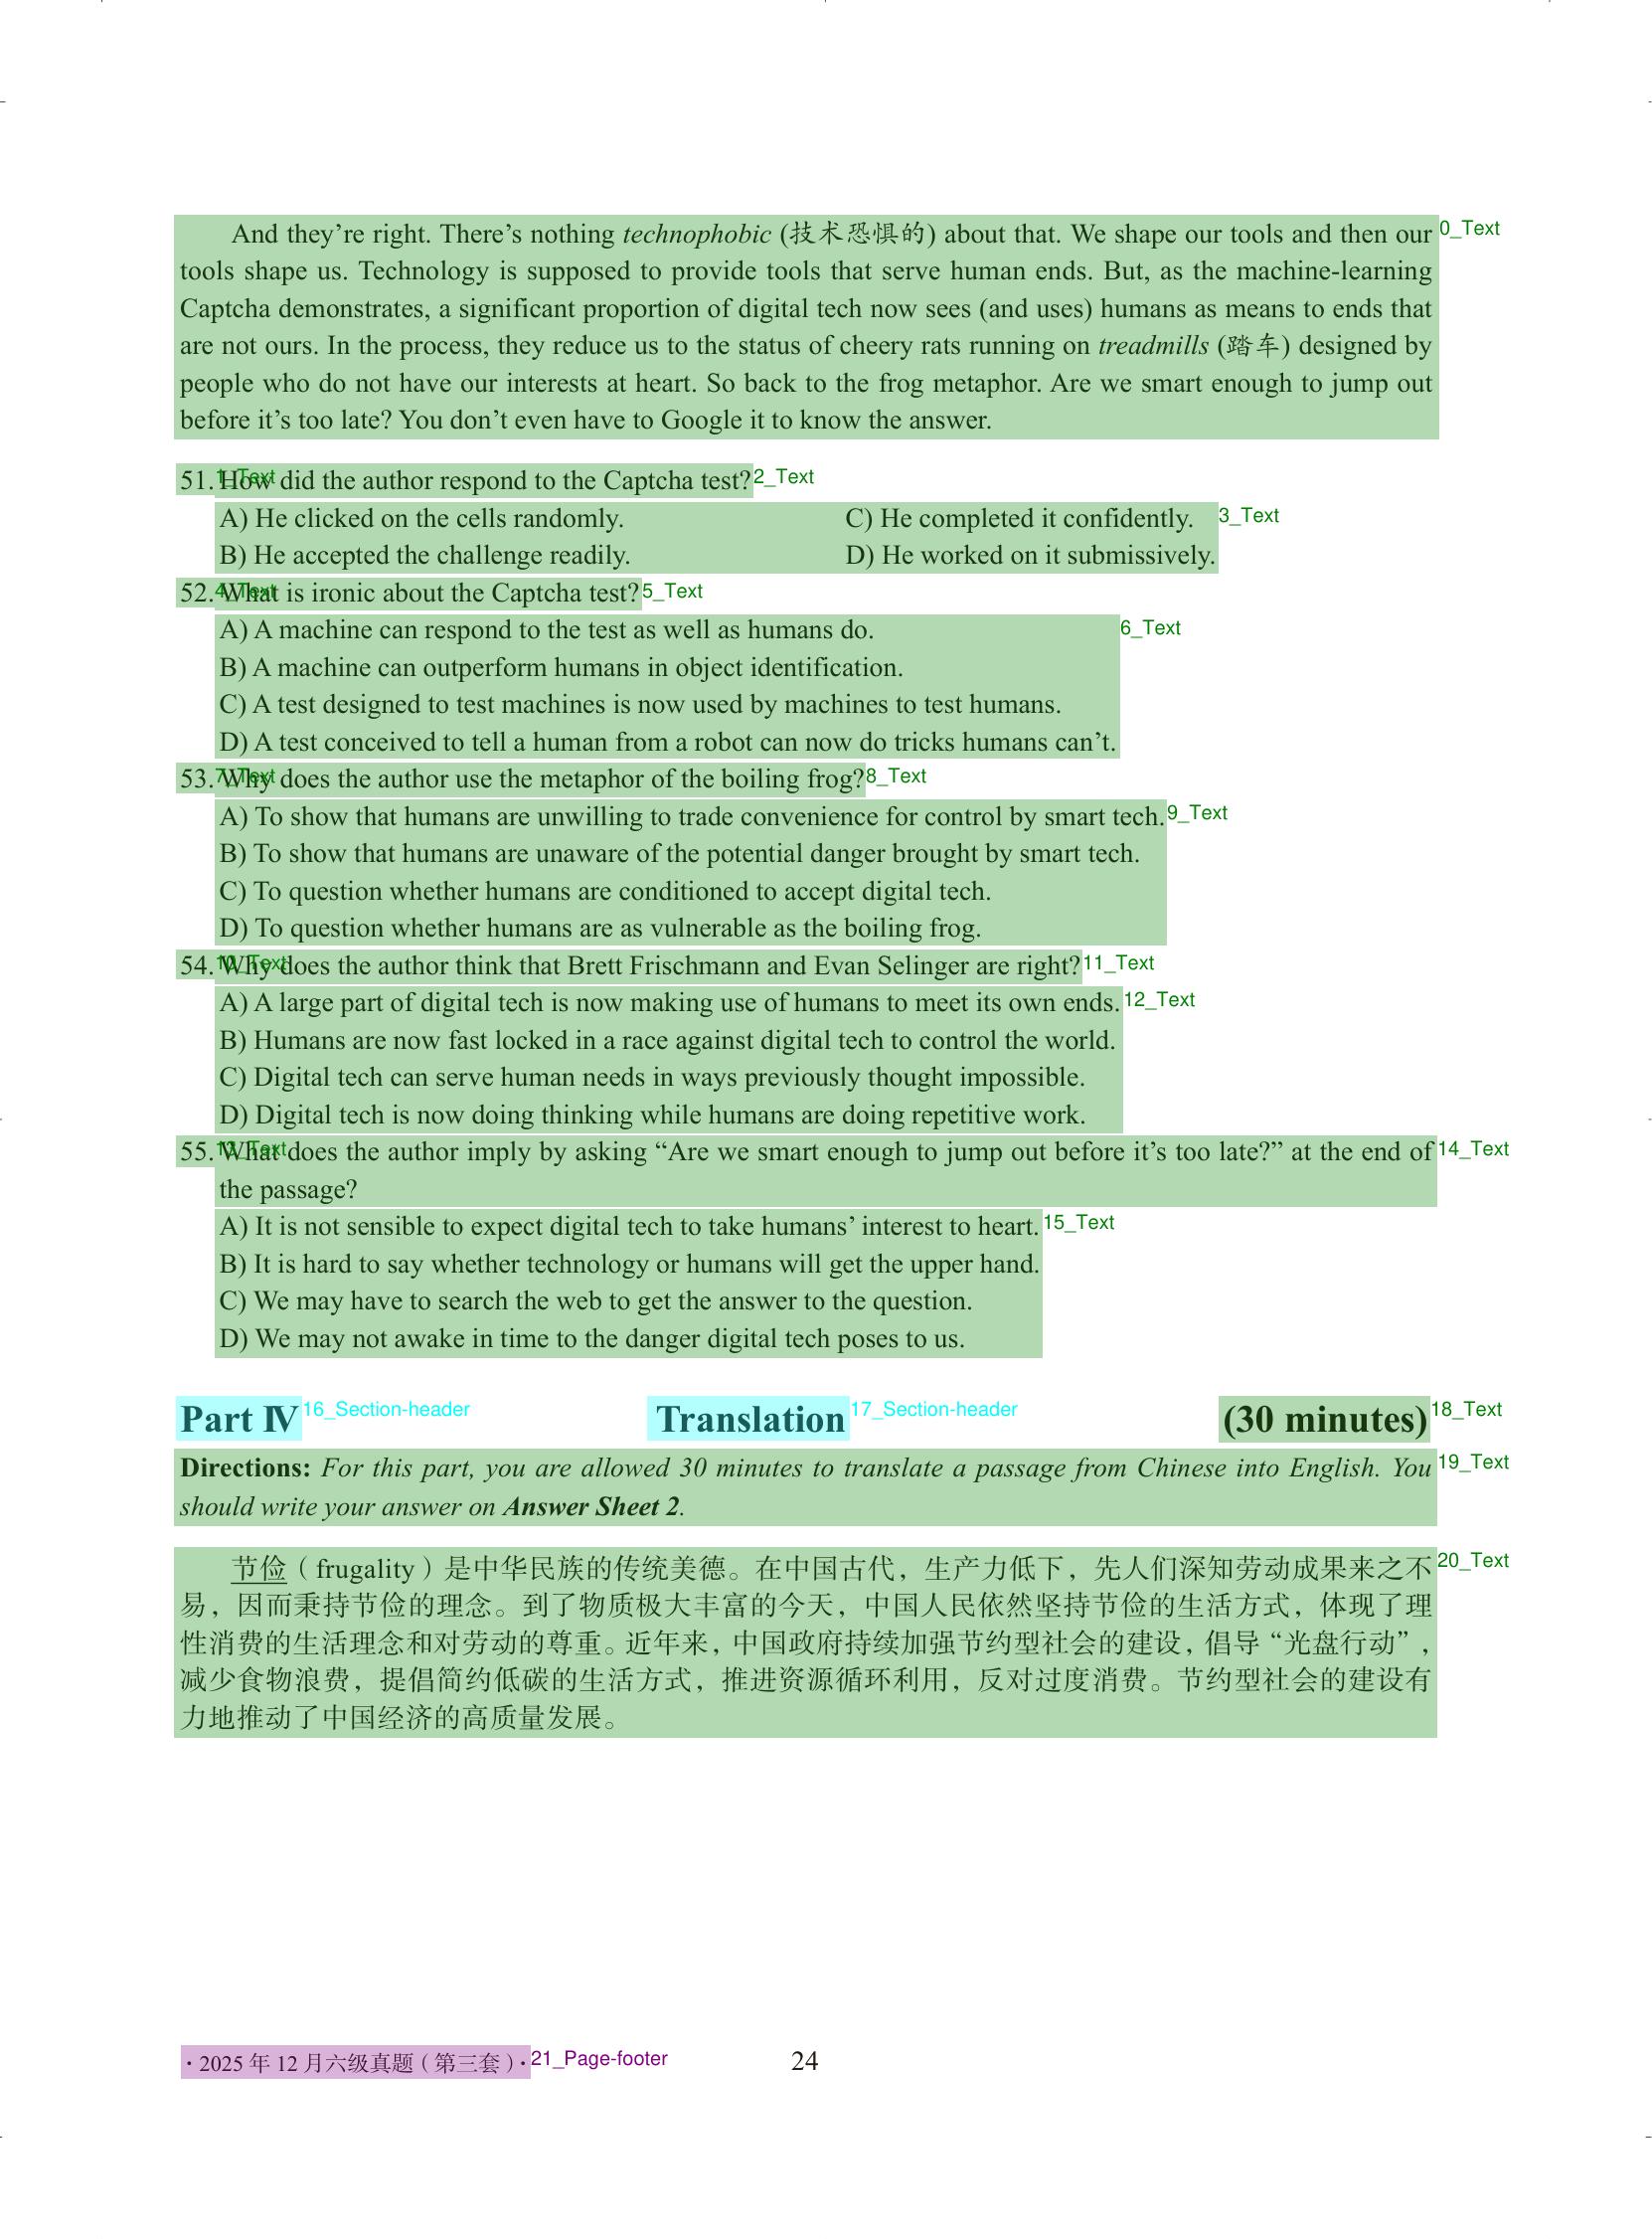 And they’re right. There’s nothing technophobic (技术恐惧的) about that. We shape our tools and then our 0_Text
tools shape us. Technology is supposed to provide tools that serve human ends. But, as the machine-learning
Captcha demonstrates, a significant proportion of digital tech now sees (and uses) humans as means to ends that
are not ours. In the process, they reduce us to the status of cheery rats running on treadmills (踏车) designed by
people who do not have our interests at heart. So back to the frog metaphor. Are we smart enough to jump out
before it’s too late? You don’t even have to Google it to know the answer.
51. 1_Text How did the author respond to the Captcha test? 2_Text
A) He clicked on the cells randomly. C) He completed it confidently. 3_Text
B) He accepted the challenge readily. D) He worked on it submissively.
52. 4_Text What is ironic about the Captcha test? 5_Text
A) A machine can respond to the test as well as humans do. 6_Text
B) A machine can outperform humans in object identification.
C) A test designed to test machines is now used by machines to test humans.
D) A test conceived to tell a human from a robot can now do tricks humans can’t.
53. 7_Text Why does the author use the metaphor of the boiling frog? 8_Text
A) To show that humans are unwilling to trade convenience for control by smart tech. 9_Text
B) To show that humans are unaware of the potential danger brought by smart tech.
C) To question whether humans are conditioned to accept digital tech.
D) To question whether humans are as vulnerable as the boiling frog.
54. 10_Text Why does the author think that Brett Frischmann and Evan Selinger are right? 11_Text
A) A large part of digital tech is now making use of humans to meet its own ends. 12_Text
B) Humans are now fast locked in a race against digital tech to control the world.
C) Digital tech can serve human needs in ways previously thought impossible.
D) Digital tech is now doing thinking while humans are doing repetitive work.
55. 13_Text What does the author imply by asking “Are we smart enough to jump out before it’s too late?” at the end of 14_Text
the passage?
A) It is not sensible to expect digital tech to take humans’ interest to heart. 15_Text
B) It is hard to say whether technology or humans will get the upper hand.
C) We may have to search the web to get the answer to the question.
D) We may not awake in time to the danger digital tech poses to us.
Part Ⅳ 16_Section-header Translation 17_Section-header (30 minutes) 18_Text
Directions: For this part, you are allowed 30 minutes to translate a passage from Chinese into English. You 19_Text
should write your answer on Answer Sheet 2.
节俭（frugality）是中华民族的传统美德。在中国古代，生产力低下，先人们深知劳动成果来之不 20_Text
易，因而秉持节俭的理念。到了物质极大丰富的今天，中国人民依然坚持节俭的生活方式，体现了理
性消费的生活理念和对劳动的尊重。近年来，中国政府持续加强节约型社会的建设，倡导“光盘行动”，
减少食物浪费，提倡简约低碳的生活方式，推进资源循环利用，反对过度消费。节约型社会的建设有
力地推动了中国经济的高质量发展。
·2025 年 12 月六级真题（第三套）· 21_Page-footer 24